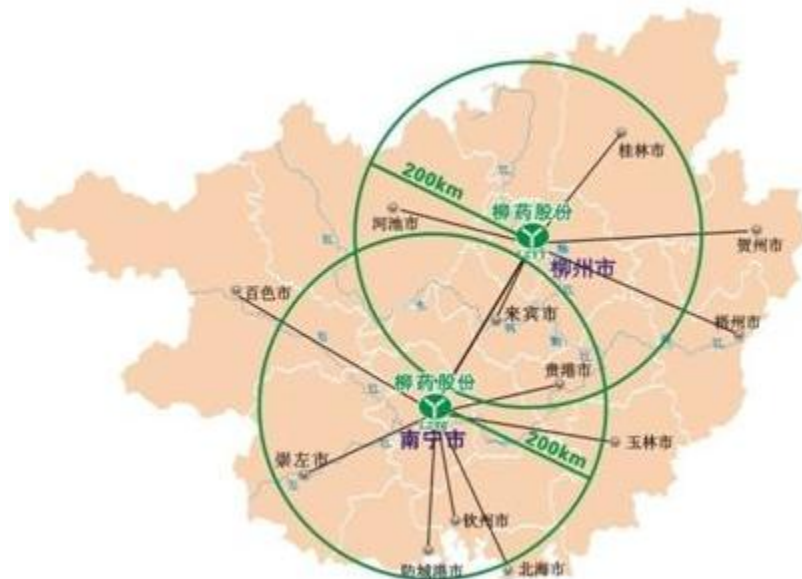 桂林市
200km
柳药股份
河池市
贺州市
柳州市
百色市
来宾市
梧州市
贵港市
柳药股份
南宁市
玉林市
200km
崇左市
钦州市
防城港市
北海市